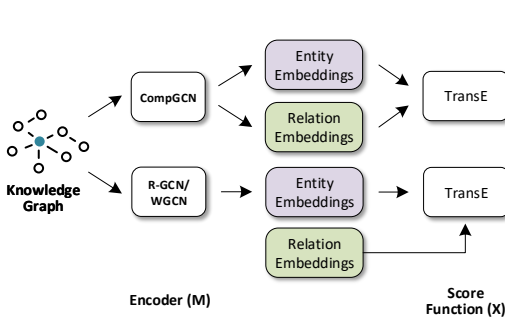 Entity
Embeddings
CompGCN
TransE
Relation
Embeddings
Knowledge
Graph
R-GCN/
WGCN
Entity
Embeddings
TransE
Relation
Embeddings
Encoder (M)
Score
Function (X)